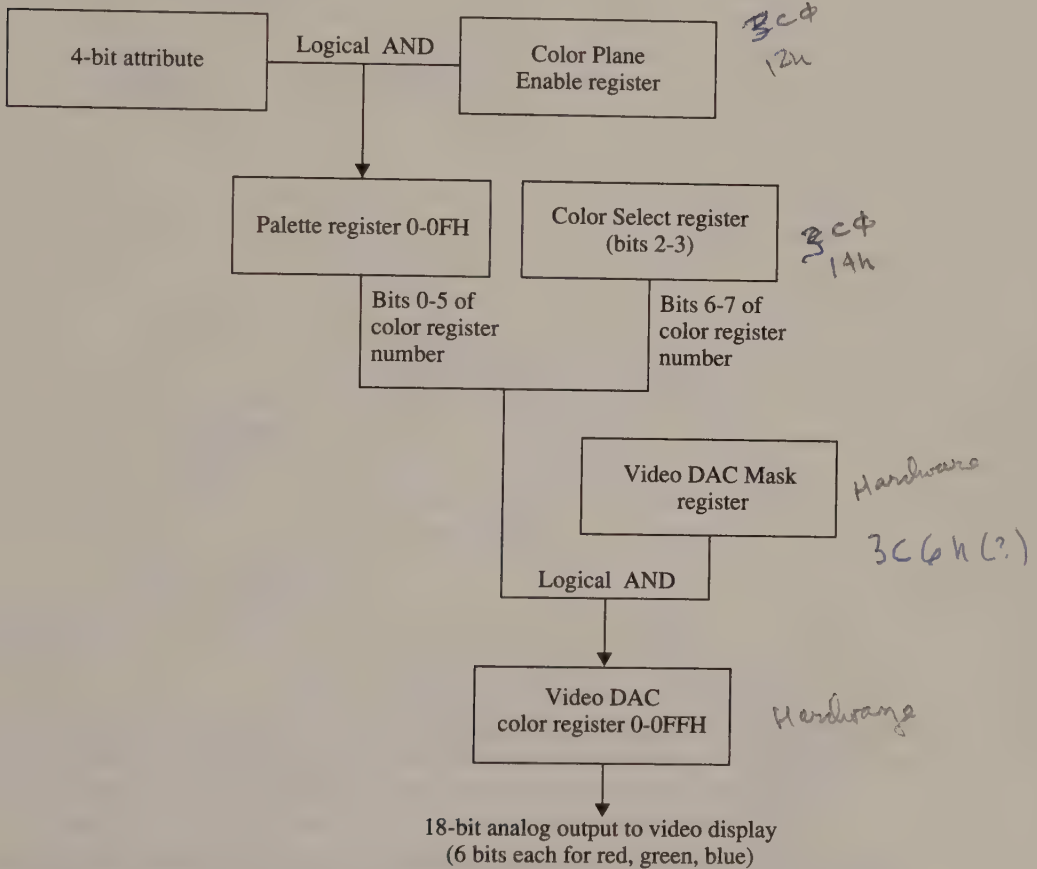 4-bit attribute
Logical AND
Color Plane
Enable register
3cφ
12h
Palette register 0-0FH
Color Select register
(bits 2-3)
3cφ
14h
Bits 0-5 of
color register
number
Bits 6-7 of
color register
number
Video DAC Mask
register
Hardware
3C6h(?)
Logical AND
Video DAC
color register 0-0FFH
18-bit analog output to video display
(6 bits each for red, green, blue)